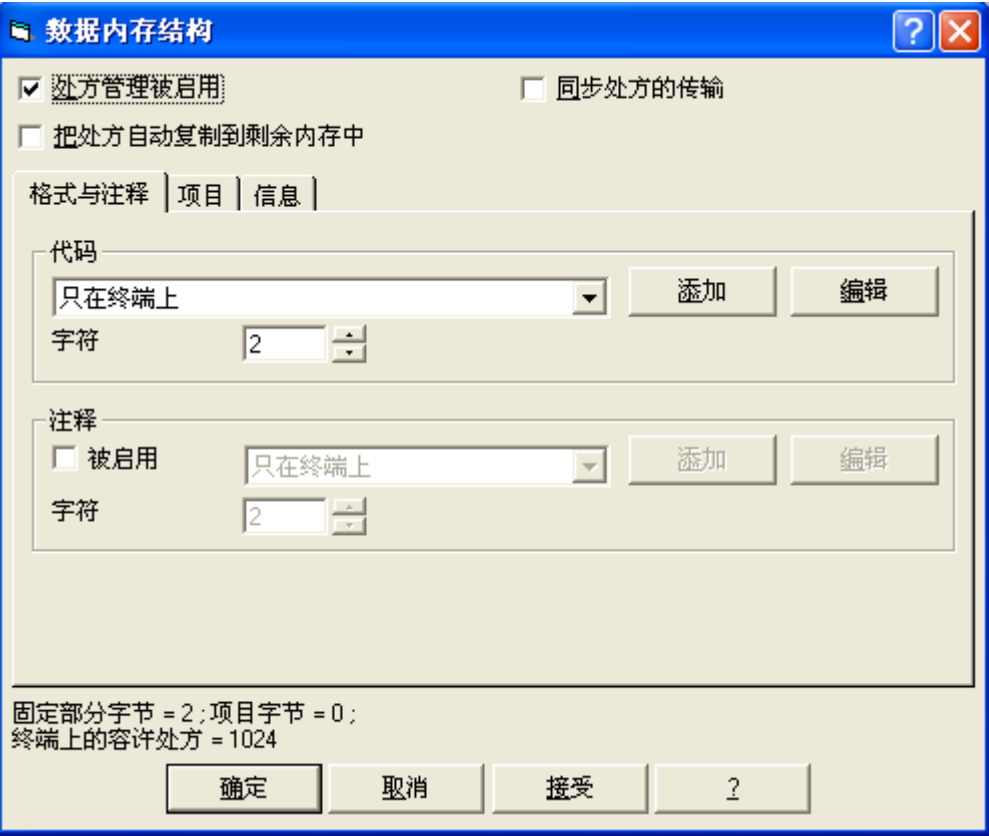 数据内存结构
处方管理被启用
同步处方的传输
把处方自动复制到剩余内存中
格式与注释 项目 信息
代码
只在终端上 添加 编辑
字符 2
注释
被启用 只在终端上 添加 编辑
字符 2
固定部分字节 = 2 ; 项目字节 = 0 ;
终端上的容许处方 = 1024
确定 取消 接受 ?